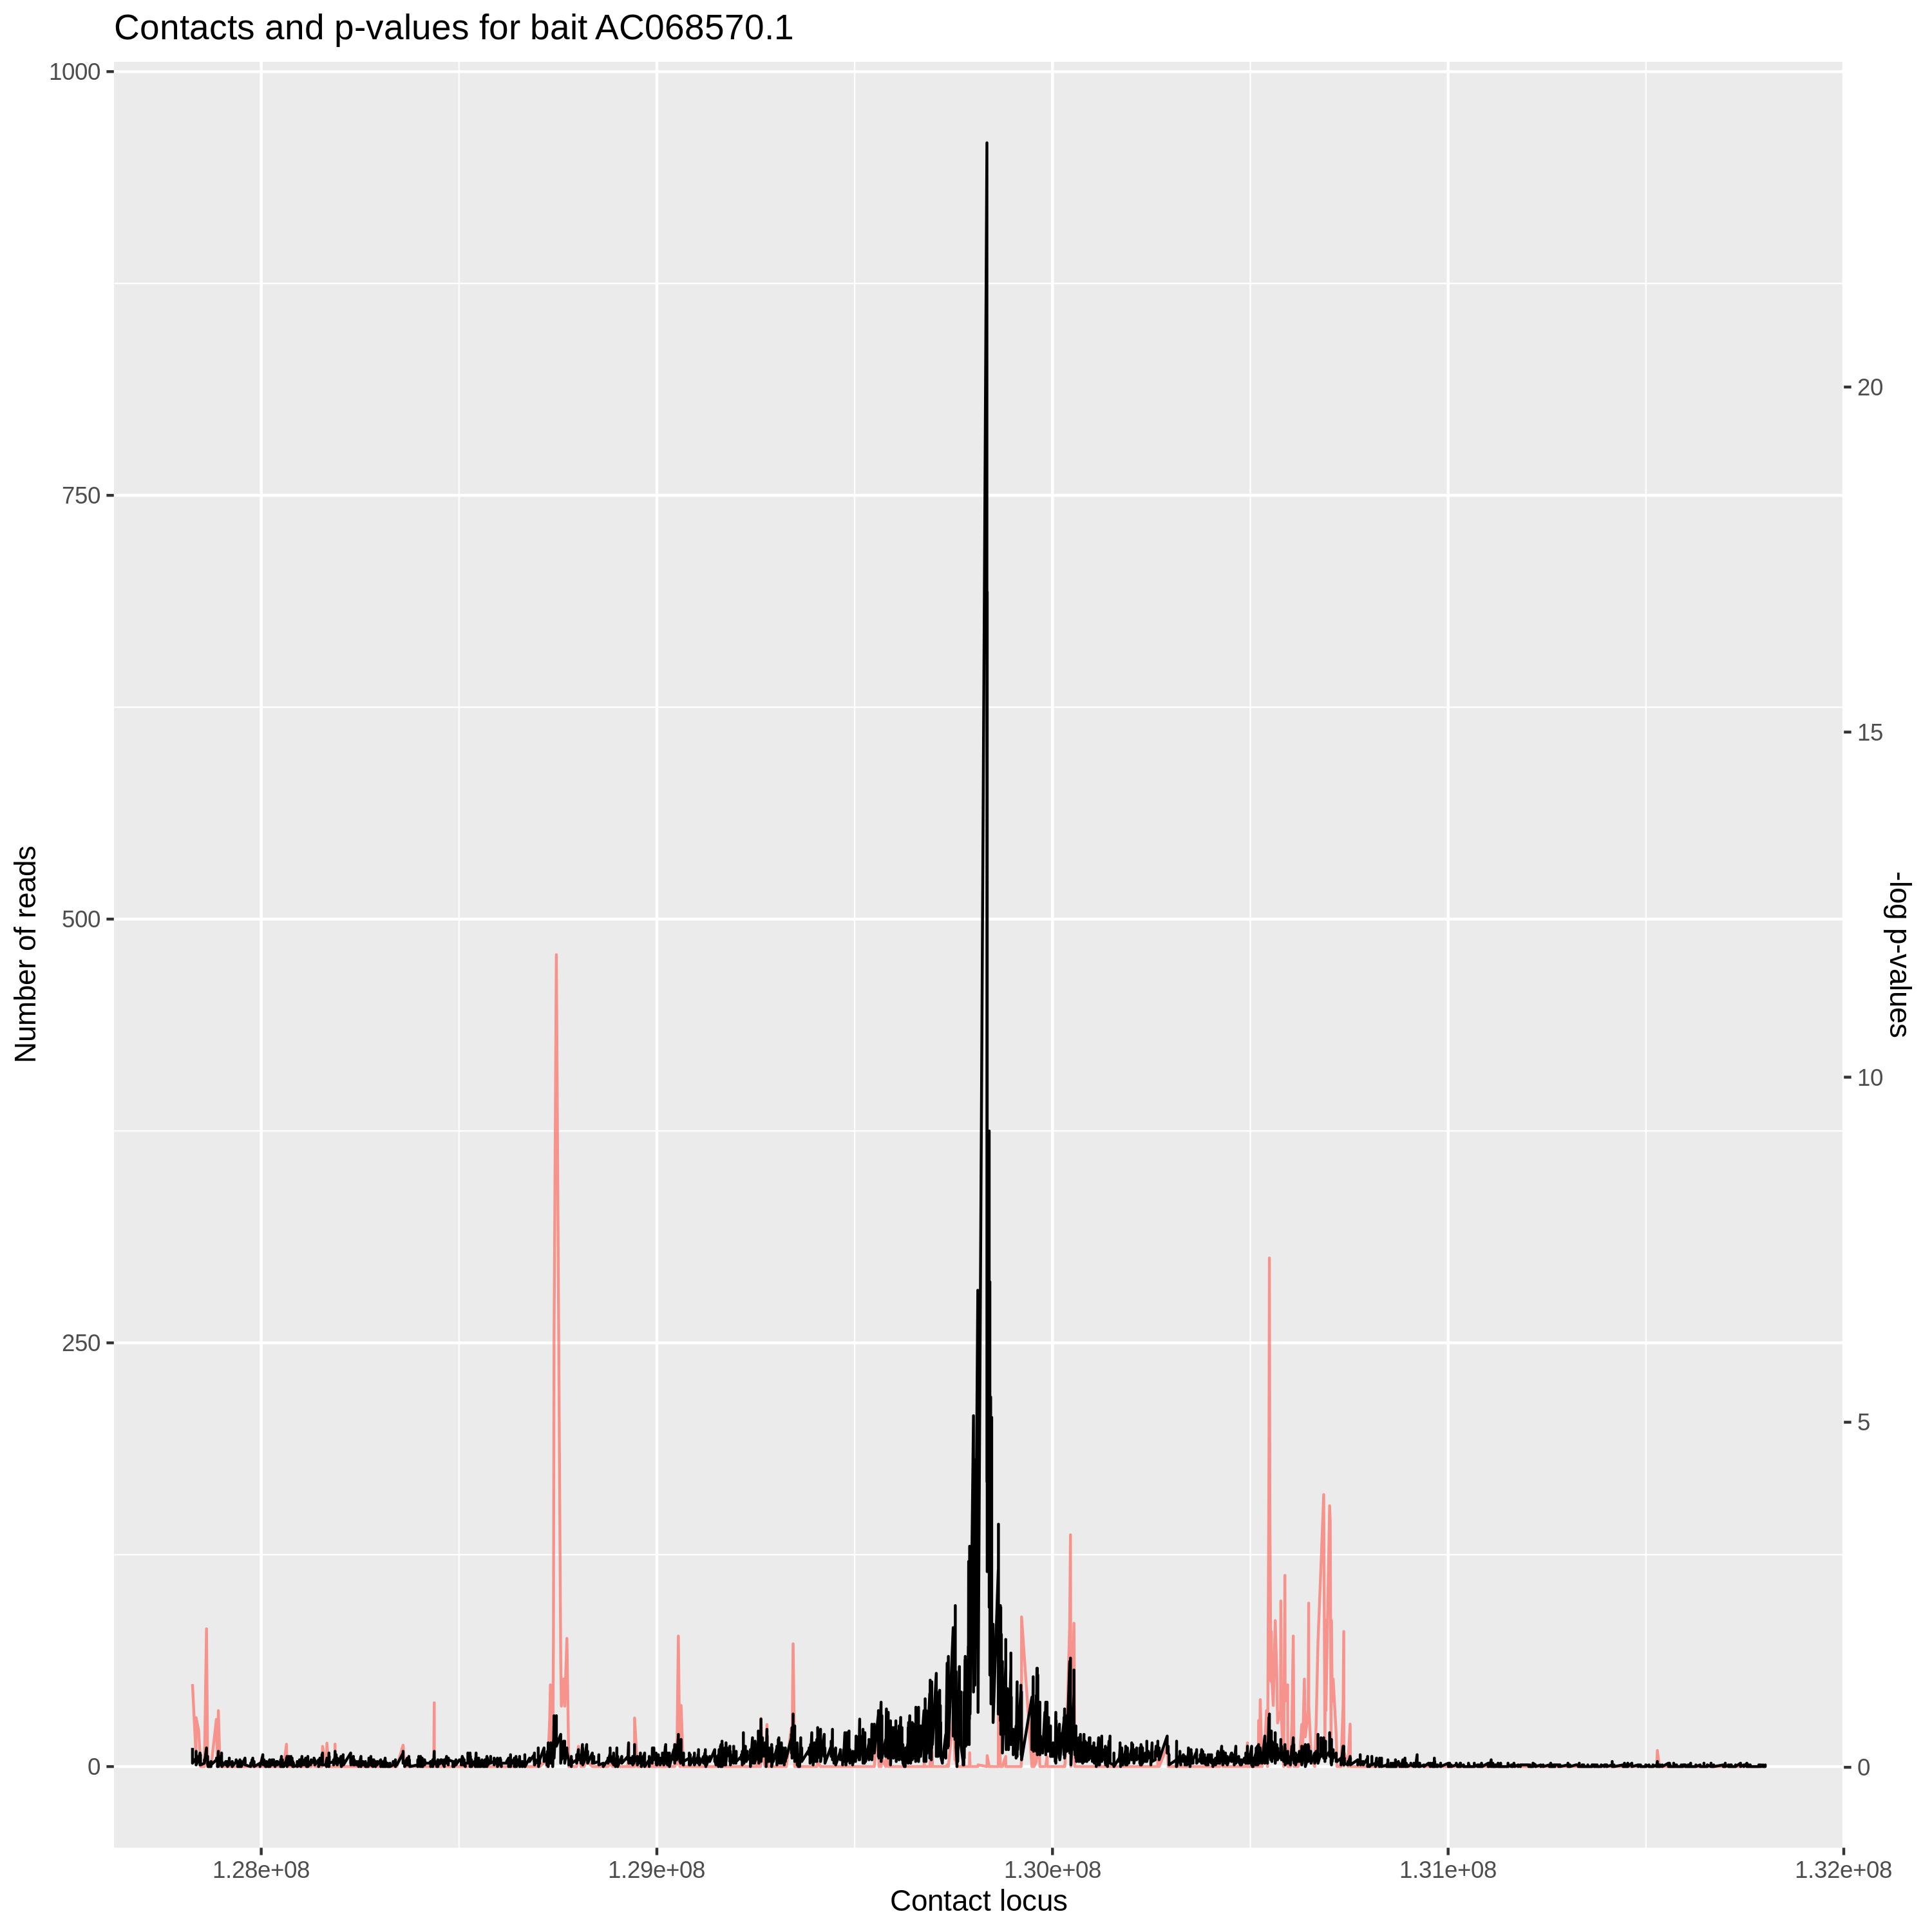 Contacts and p-values for bait AC068570.1
1000
750
500
250
0
Number of reads
20
15
10
5
0
-log p-values
1.28e+08
1.29e+08
1.30e+08
1.31e+08
1.32e+08
Contact locus